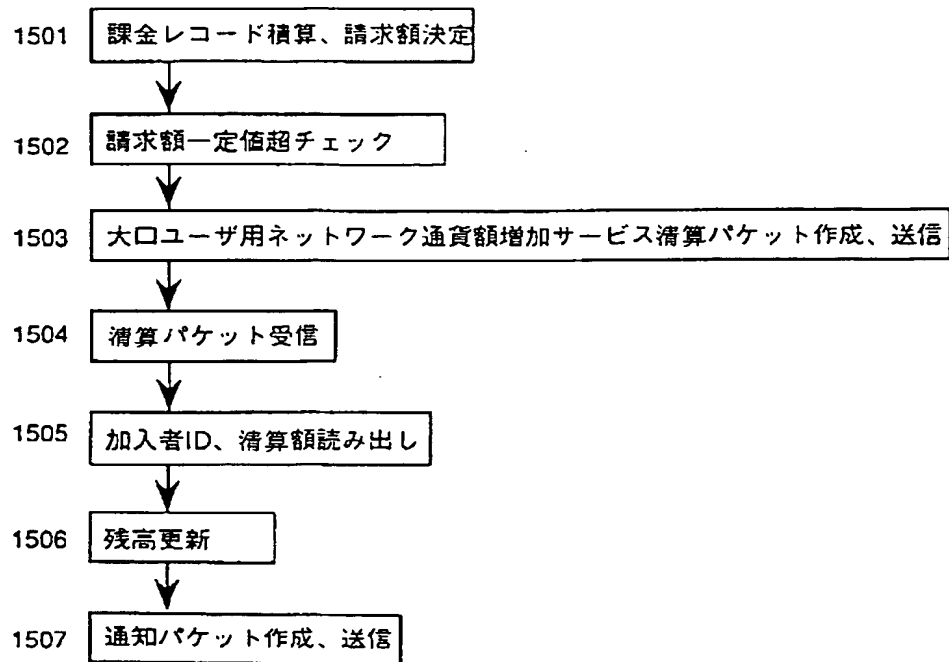 1501 課金レコード積算、請求額決定
1502 請求額一定値超チェック
1503 大口ユーザ用ネットワーク通貨額増加サービス清算パケット作成、送信
1504 清算パケット受信
1505 加入者ID、清算額読み出し
1506 残高更新
1507 通知パケット作成、送信